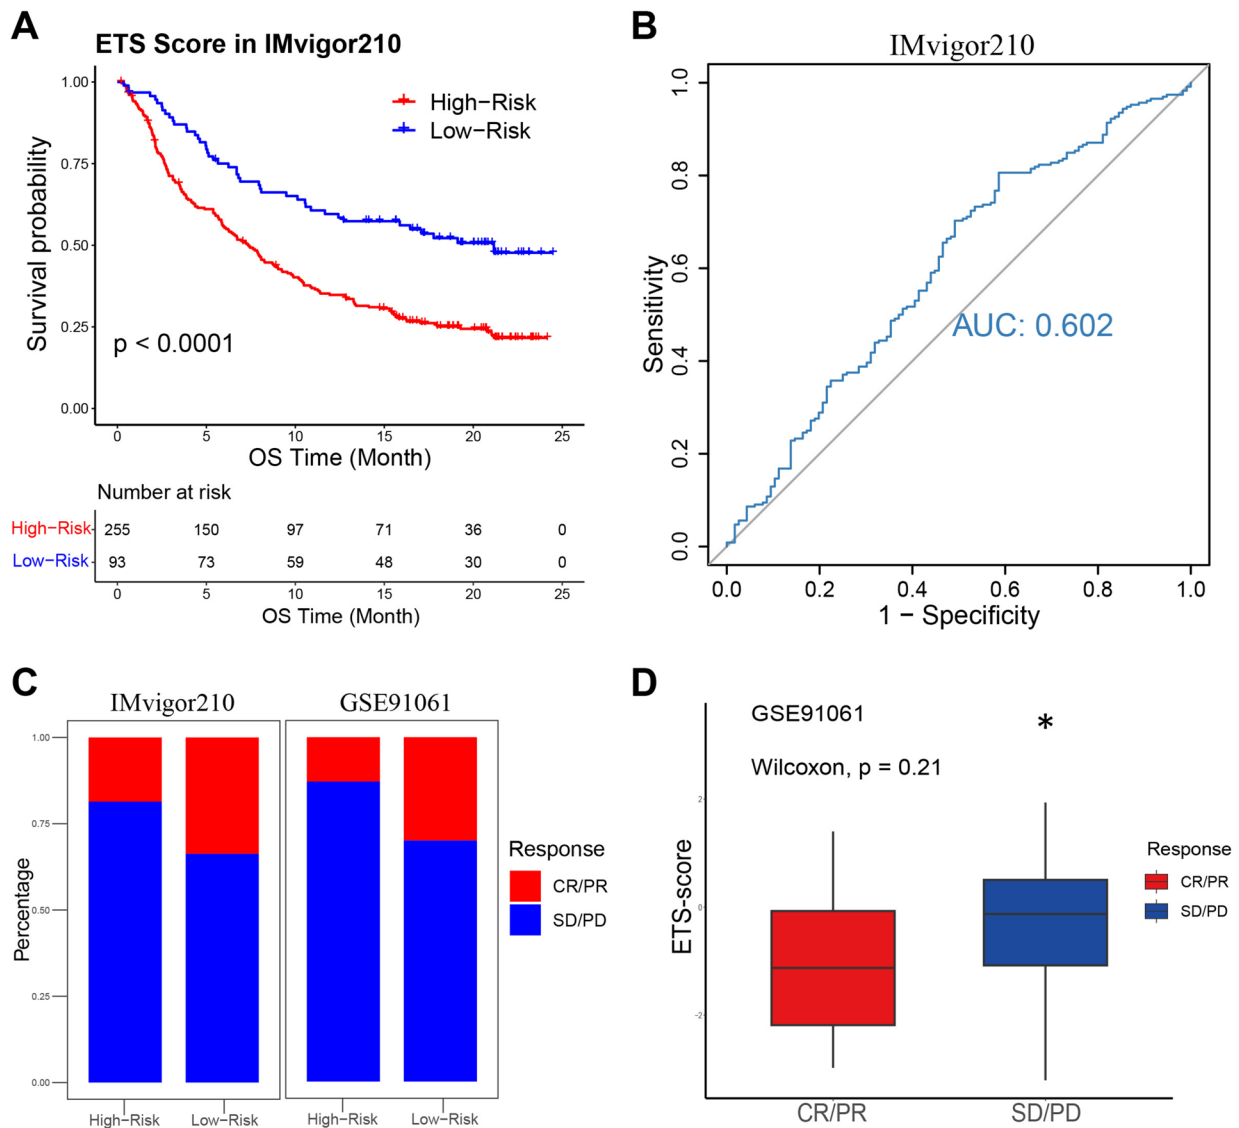 A
ETS Score in IMvigor210
Survival probability
1.00
0.75
0.50
0.25
0.00
High−Risk
Low−Risk
p < 0.0001
0 5 10 15 20 25
OS Time (Month)
Number at risk
High−Risk 255 150 97 71 36 0
Low−Risk 93 73 59 48 30 0
0 5 10 15 20 25
OS Time (Month)
B
IMvigor210
Sensitivity
1.0
0.8
0.6
0.4
0.2
0.0
AUC: 0.602
0.0 0.2 0.4 0.6 0.8 1.0
1 − Specificity
C
IMvigor210 GSE91061
Percentage
1.00
0.75
0.50
0.25
0.00
High−Risk Low−Risk High−Risk Low−Risk
Response
CR/PR
SD/PD
D
GSE91061
*
Wilcoxon, p = 0.21
ETS-score
2
0
−2
CR/PR SD/PD
Response
CR/PR
SD/PD